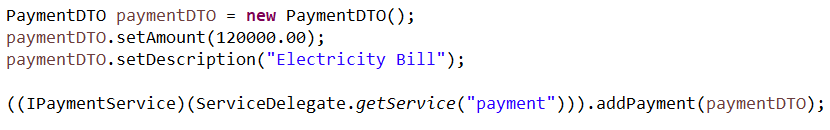 PaymentDTO paymentDTO = new PaymentDTO();
paymentDTO.setAmount(120000.00);
paymentDTO.setDescription("Electricity Bill");
((IPaymentService)(ServiceDelegate.getService("payment"))).addPayment(paymentDTO);